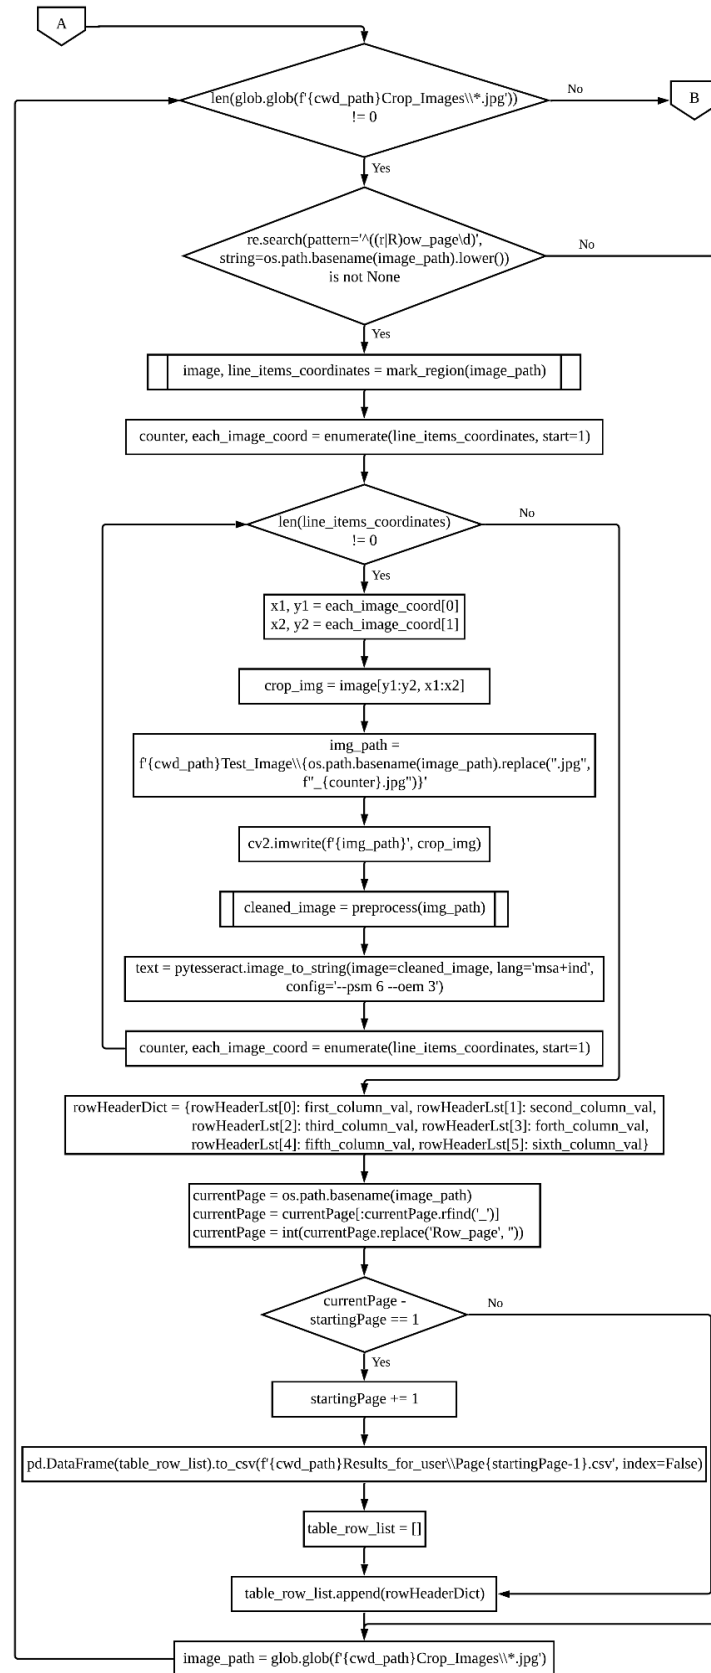 A
len(glob.glob(f'{cwd_path}Crop_Images\\*.jpg'))
!= 0
No
B
Yes
re.search(pattern='^((r|R)ow_page\d)',
string=os.path.basename(image_path).lower())
is not None
No
Yes
image, line_items_coordinates = mark_region(image_path)
counter, each_image_coord = enumerate(line_items_coordinates, start=1)
len(line_items_coordinates)
!= 0
No
Yes
x1, y1 = each_image_coord[0]
x2, y2 = each_image_coord[1]
crop_img = image[y1:y2, x1:x2]
img_path =
f'{cwd_path}Test_Image\\{os.path.basename(image_path).replace(".jpg",
f"_{counter}.jpg")}'
cv2.imwrite(f'{img_path}', crop_img)
cleaned_image = preprocess(img_path)
text = pytesseract.image_to_string(image=cleaned_image, lang='msa+ind',
config='--psm 6 --oem 3')
counter, each_image_coord = enumerate(line_items_coordinates, start=1)
rowHeaderDict = {rowHeaderLst[0]: first_column_val, rowHeaderLst[1]: second_column_val,
rowHeaderLst[2]: third_column_val, rowHeaderLst[3]: forth_column_val,
rowHeaderLst[4]: fifth_column_val, rowHeaderLst[5]: sixth_column_val}
currentPage = os.path.basename(image_path)
currentPage = currentPage[:currentPage.rfind('_')]
currentPage = int(currentPage.replace('Row_page', ''))
currentPage -
startingPage == 1
No
Yes
startingPage += 1
pd.DataFrame(table_row_list).to_csv(f'{cwd_path}Results_for_user\\Page{startingPage-1}.csv', index=False)
table_row_list = []
table_row_list.append(rowHeaderDict)
image_path = glob.glob(f'{cwd_path}Crop_Images\\*.jpg')